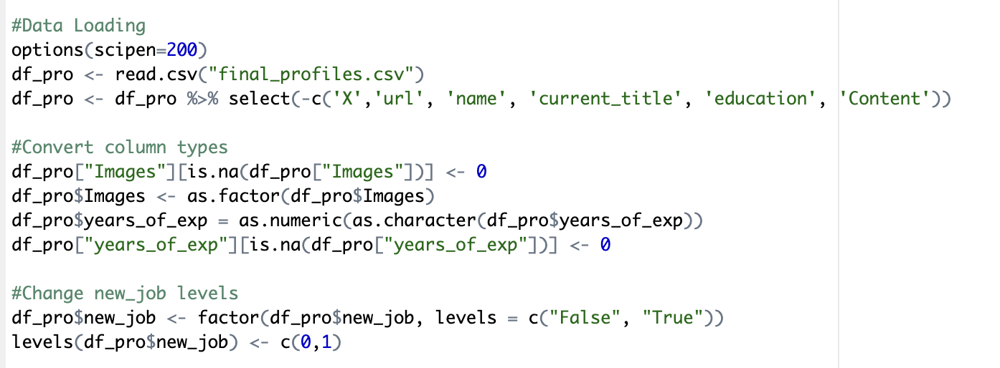 #Data Loading
options(scipen=200)
df_pro <- read.csv("final_profiles.csv")
df_pro <- df_pro %>% select(-c('X','url', 'name', 'current_title', 'education', 'Content'))
#Convert column types
df_pro["Images"][is.na(df_pro["Images"])] <- 0
df_pro$Images <- as.factor(df_pro$Images)
df_pro$years_of_exp = as.numeric(as.character(df_pro$years_of_exp))
df_pro["years_of_exp"][is.na(df_pro["years_of_exp"])] <- 0
#Change new_job levels
df_pro$new_job <- factor(df_pro$new_job, levels = c("False", "True"))
levels(df_pro$new_job) <- c(0,1)